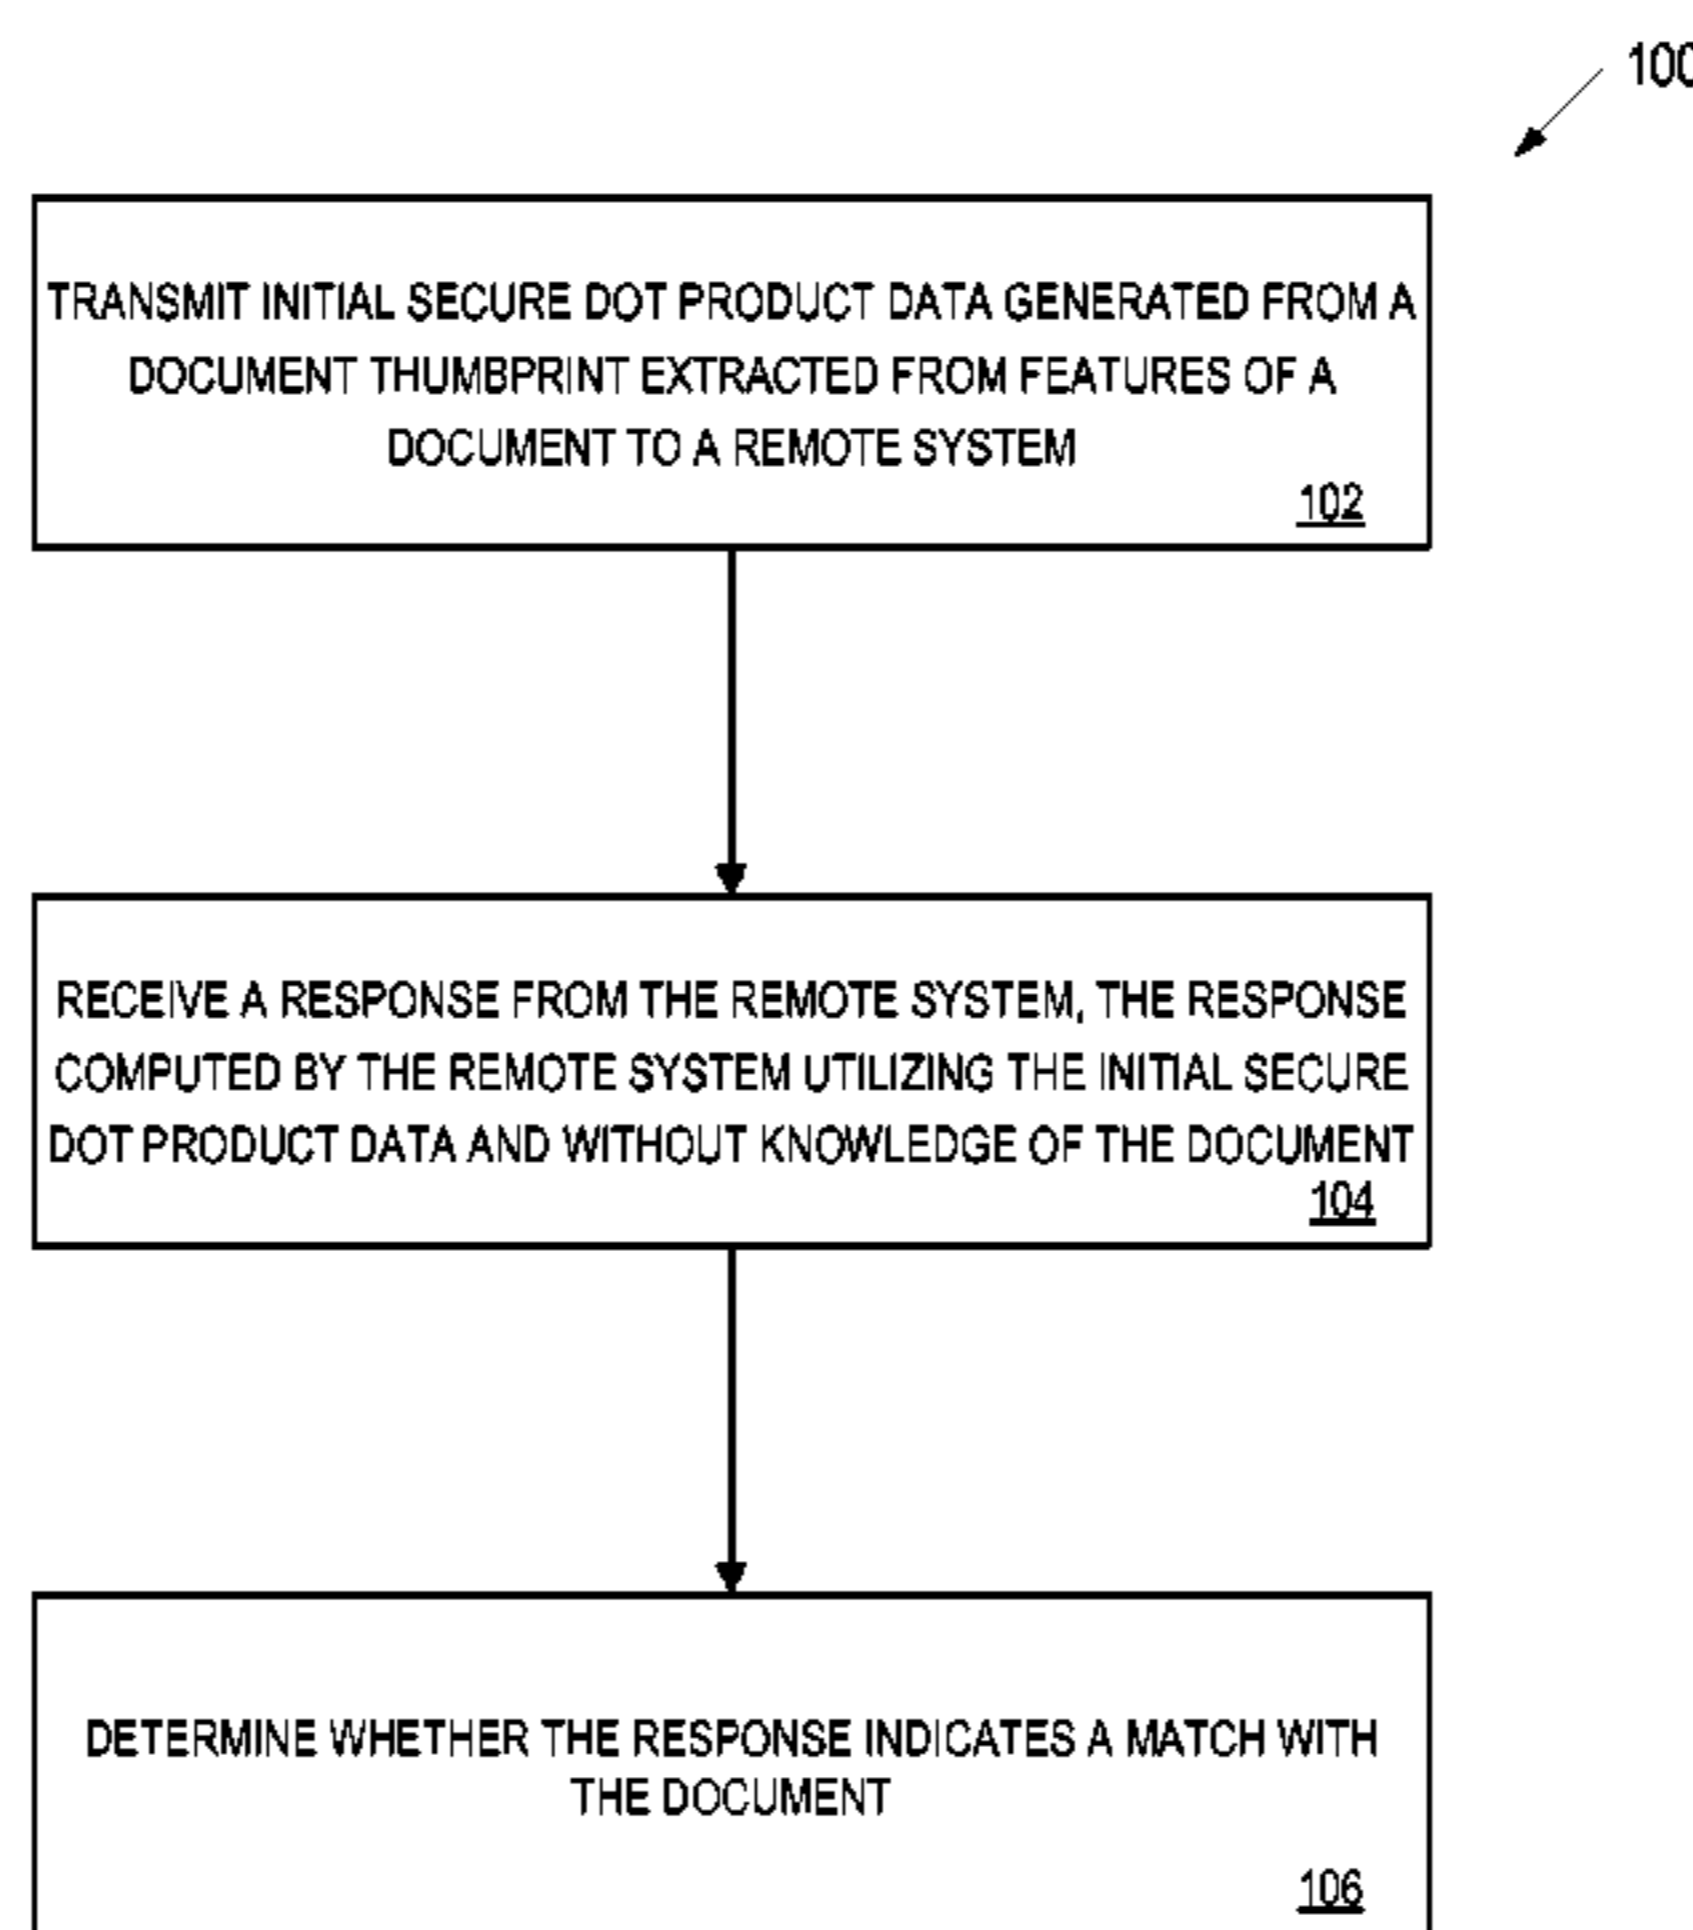 100
TRANSMIT INITIAL SECURE DOT PRODUCT DATA GENERATED FROM A
DOCUMENT THUMBPRINT EXTRACTED FROM FEATURES OF A
DOCUMENT TO A REMOTE SYSTEM
102
RECEIVE A RESPONSE FROM THE REMOTE SYSTEM, THE RESPONSE
COMPUTED BY THE REMOTE SYSTEM UTILIZING THE INITIAL SECURE
DOT PRODUCT DATA AND WITHOUT KNOWLEDGE OF THE DOCUMENT
104
DETERMINE WHETHER THE RESPONSE INDICATES A MATCH WITH
THE DOCUMENT
106